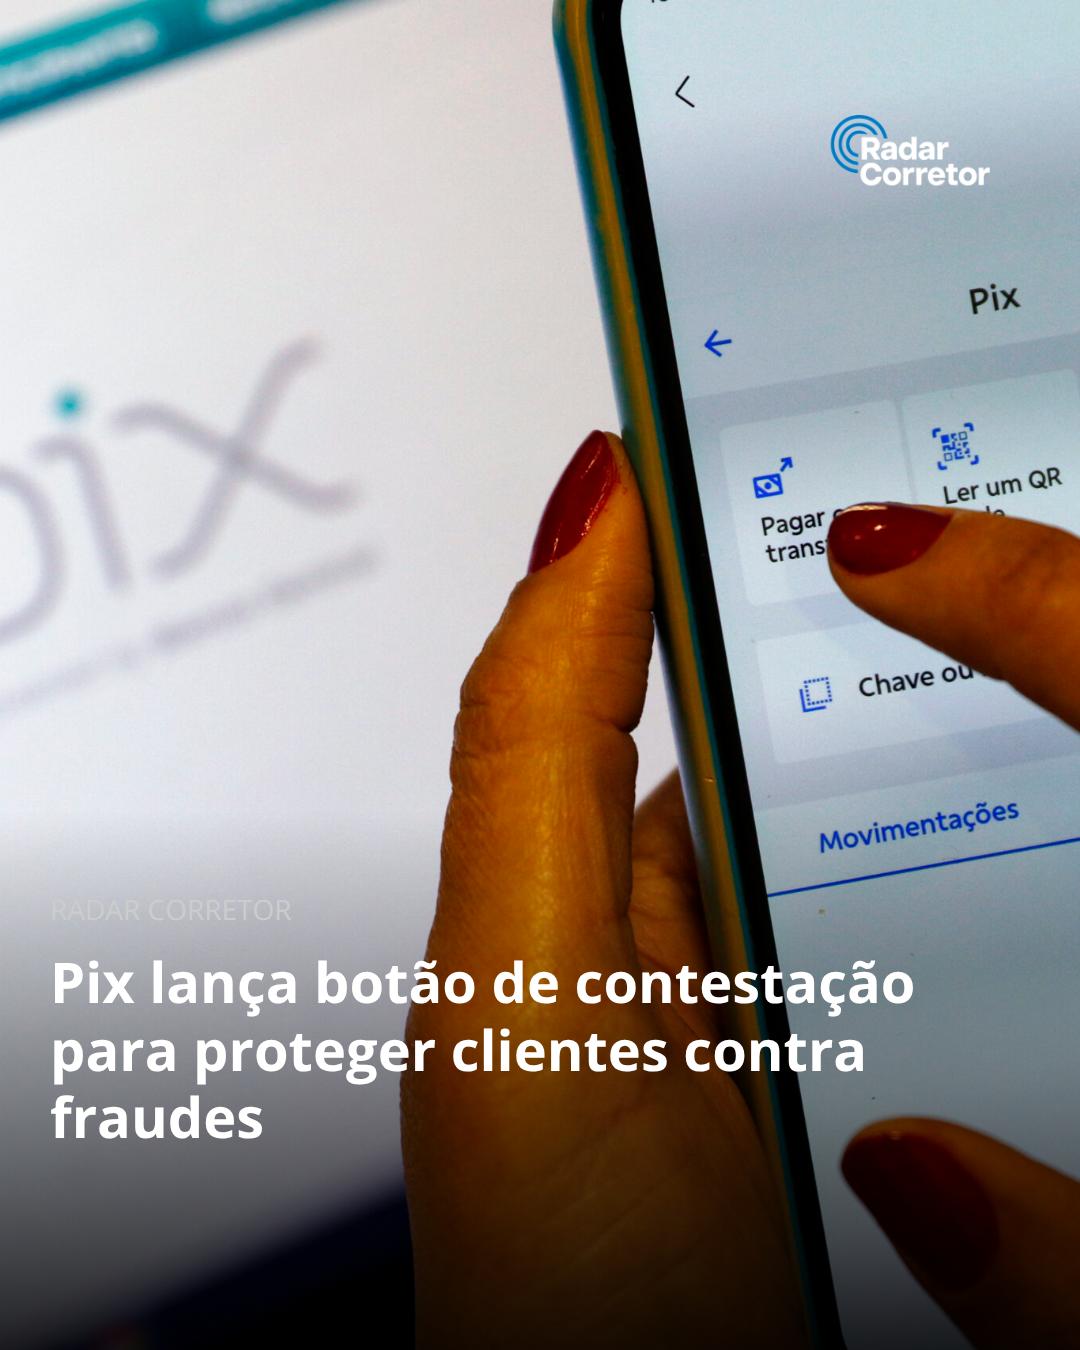 Radar
Corretor
Pix
Ler um QR
Pagar
Chave ou
Movimentações
pix
RADAR CORRETOR
Pix lança botão de contestação
para proteger clientes contra
fraudes